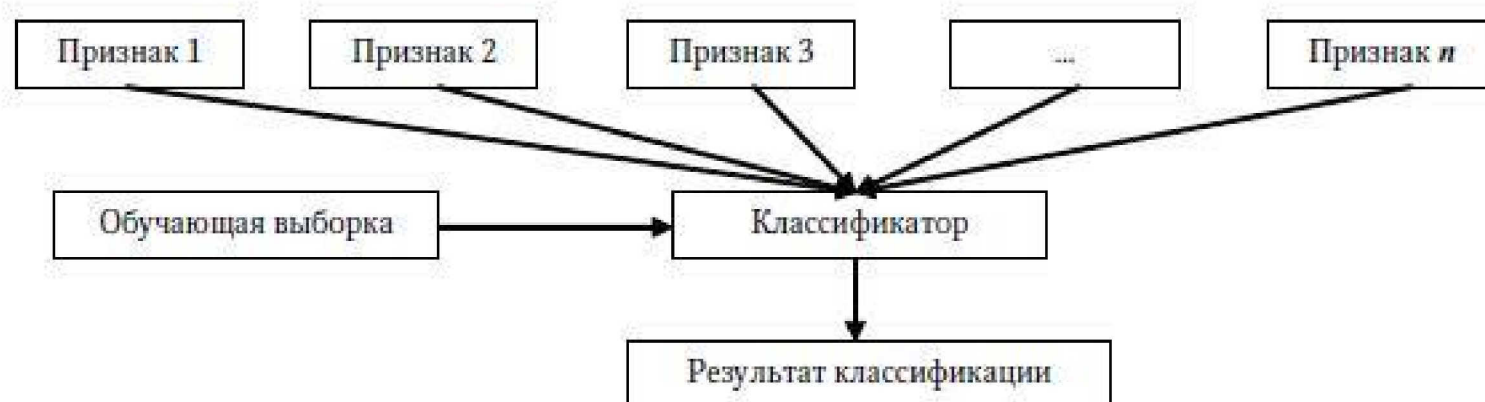 Признак 1
Признак 2
Признак 3
...
Признак n
Обучающая выборка
Классификатор
Результат классификации